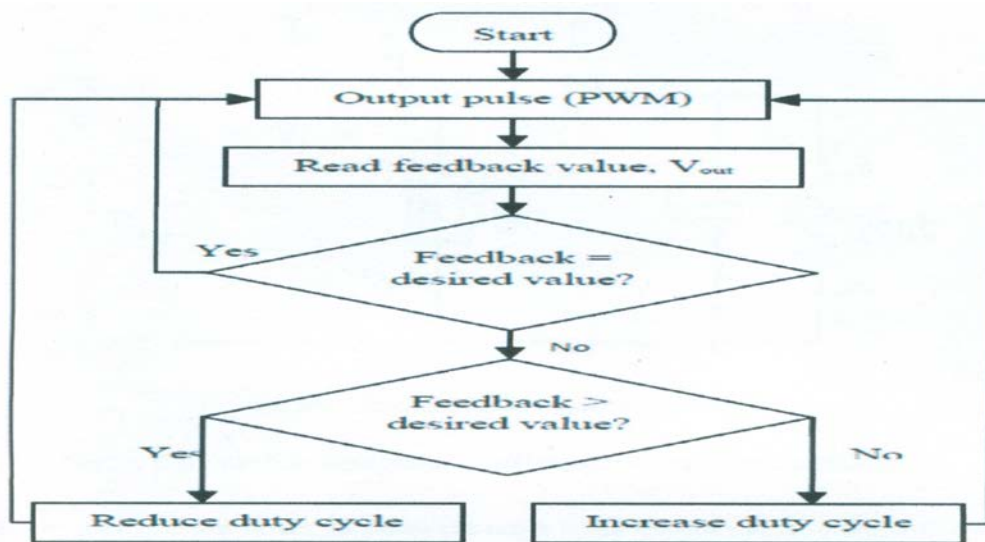 Start
Output pulse (PWM)
Read feedback value, Vout
Yes
Feedback =
desired value?
No
Feedback >
desired value?
Yes
No
Reduce duty cycle
Increase duty cycle